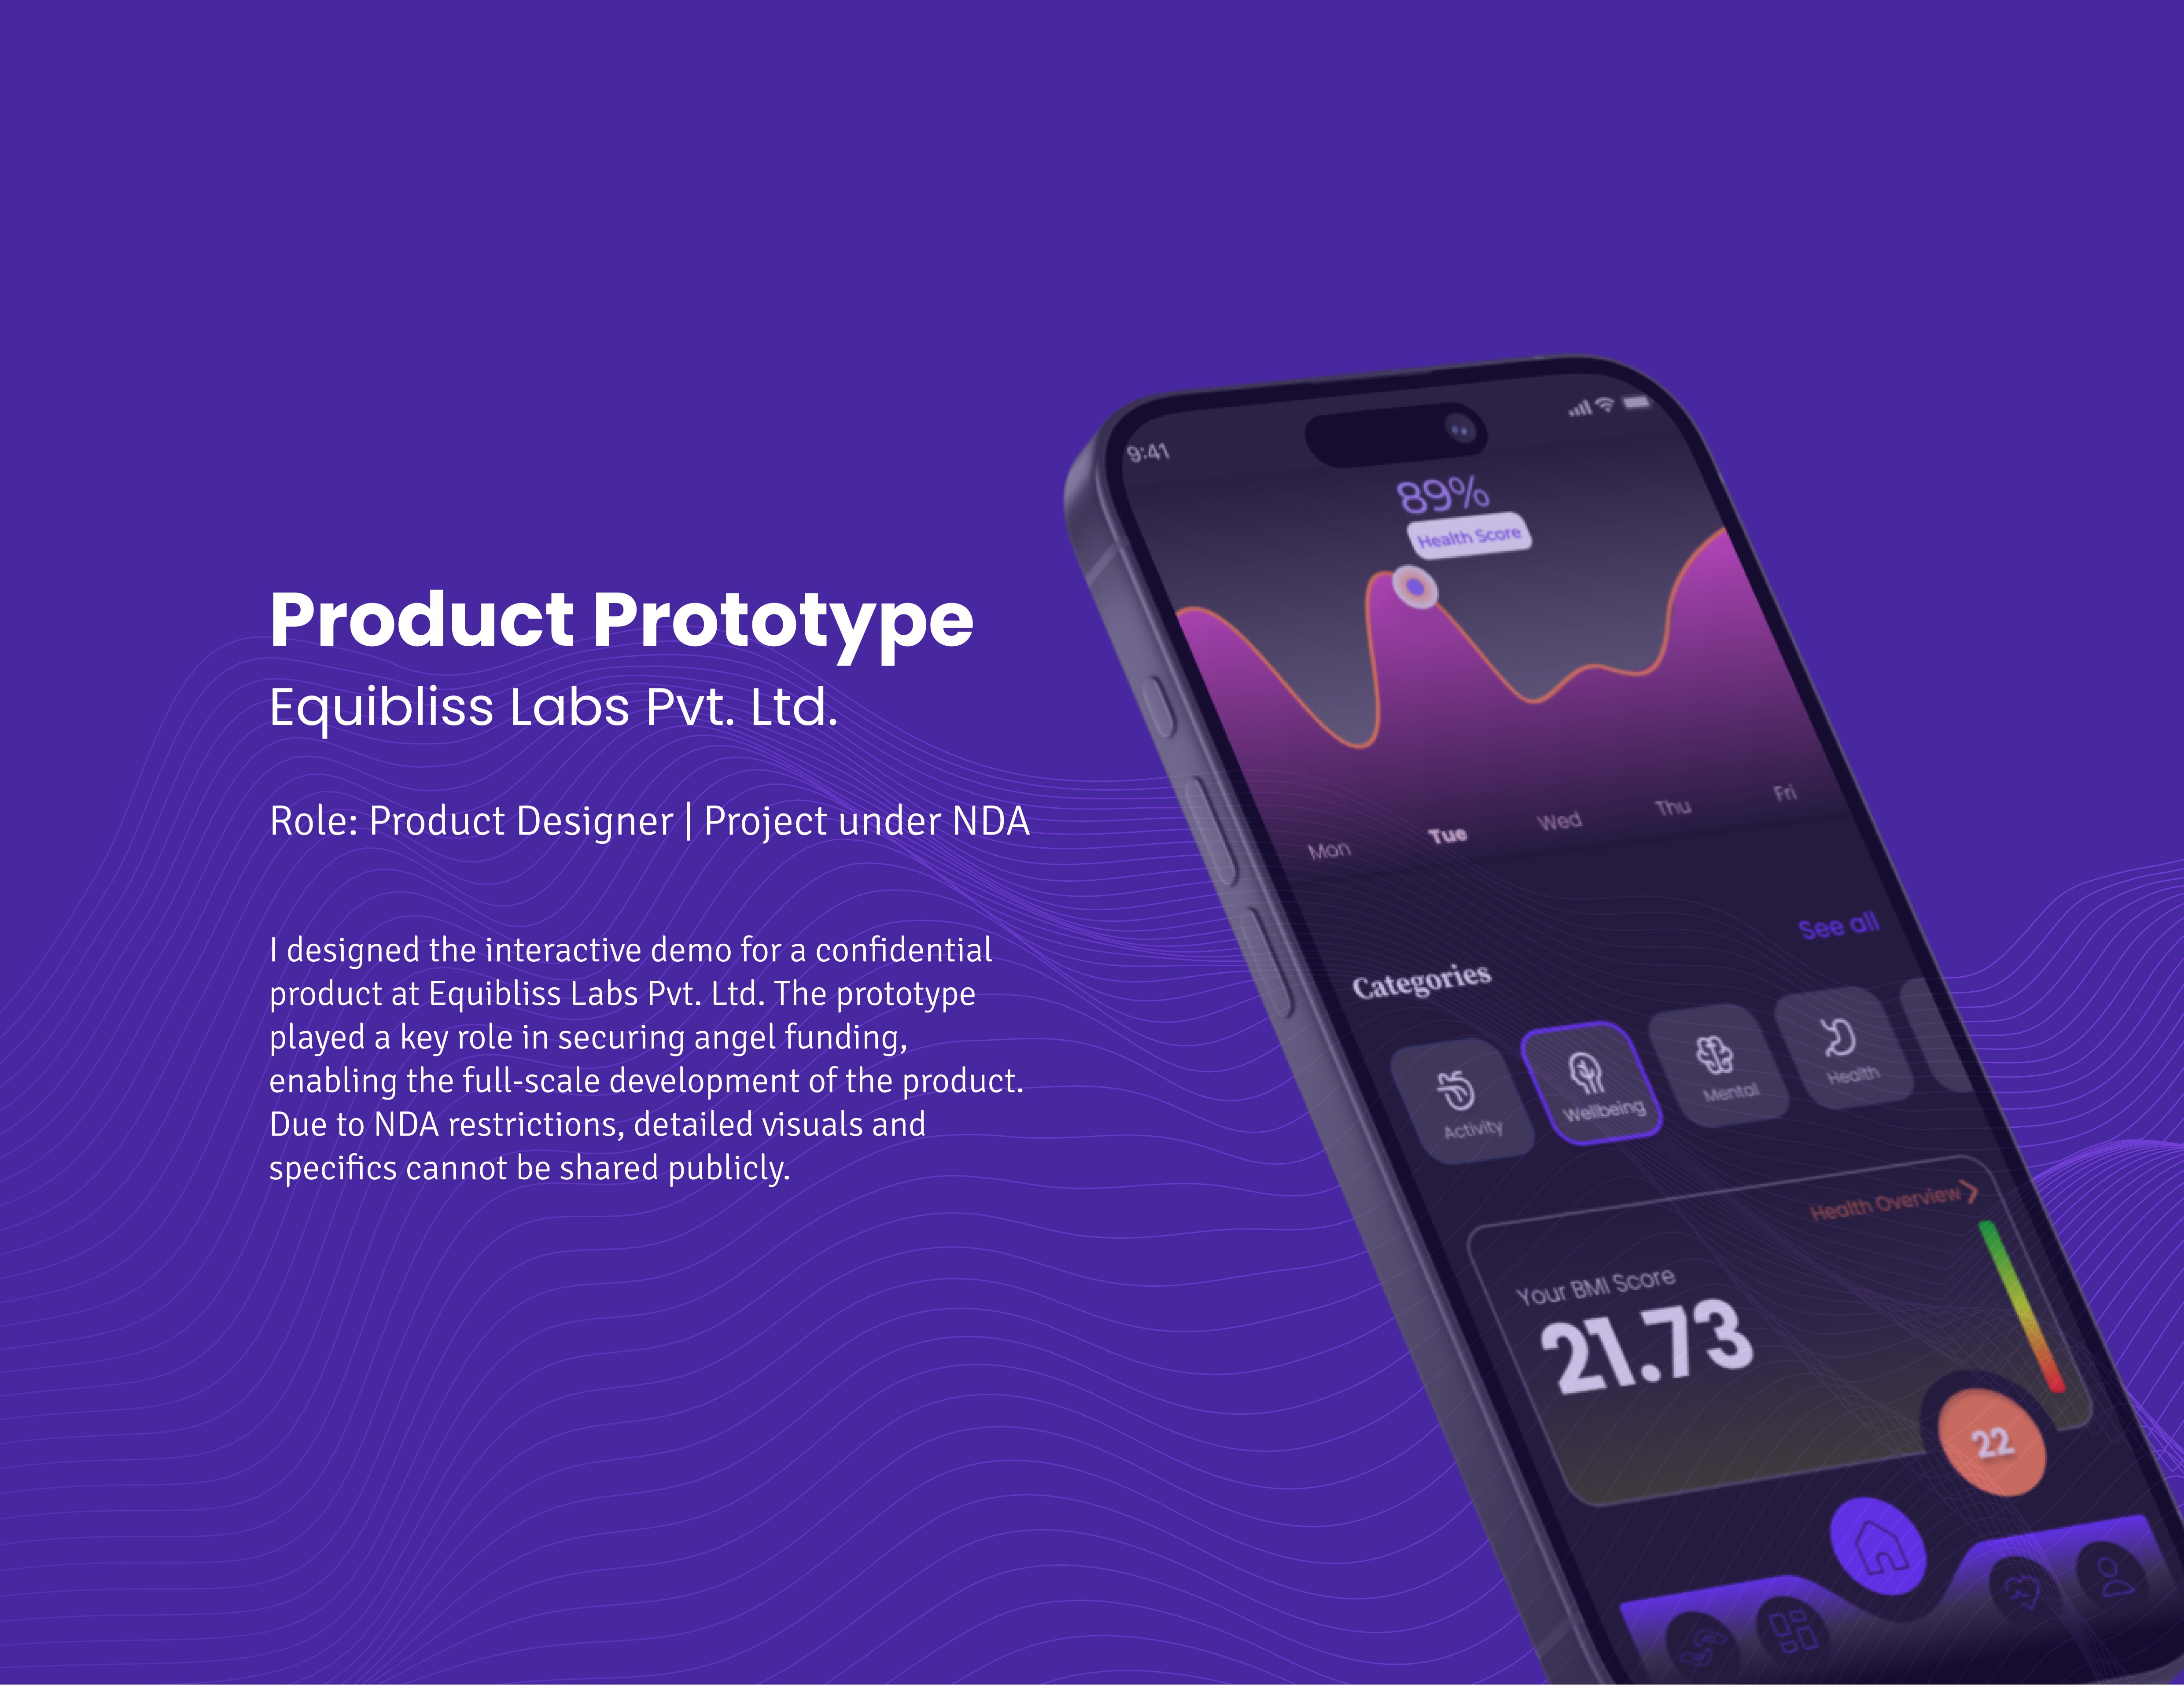 Product Prototype
Equibliss Labs Pvt. Ltd.
Role: Product Designer | Project under NDA
I designed the interactive demo for a confidential
product at Equibliss Labs Pvt. Ltd. The prototype
played a key role in securing angel funding,
enabling the full-scale development of the product.
Due to NDA restrictions, detailed visuals and
specifics cannot be shared publicly.
9:41
89%
Health Score
Mon Tue Wed Thu Fri
See all
Categories
Activity Wellbeing Mental Health
Health Overview
Your BMI Score
21.73
22